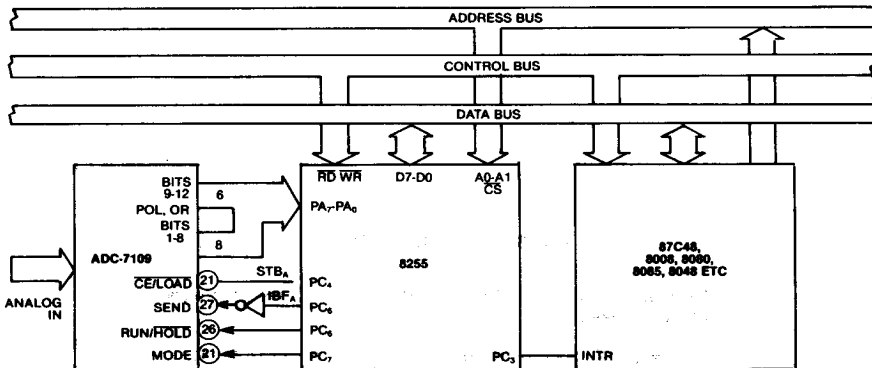 ADDRESS BUS
CONTROL BUS
DATA BUS
RD WR
D7-D0
A0-A1
CS
BITS
9-12
6
POL, OR
BITS
1-8
8
PA7-PA0
ADC-7109
8255
87C48,
8008, 8080,
8085, 8048 ETC
ANALOG
IN
CE/LOAD
21
STBA
PC4
SEND
27
IBFA
PC5
RUN/HOLD
26
PC6
MODE
21
PC7
PC3
INTR